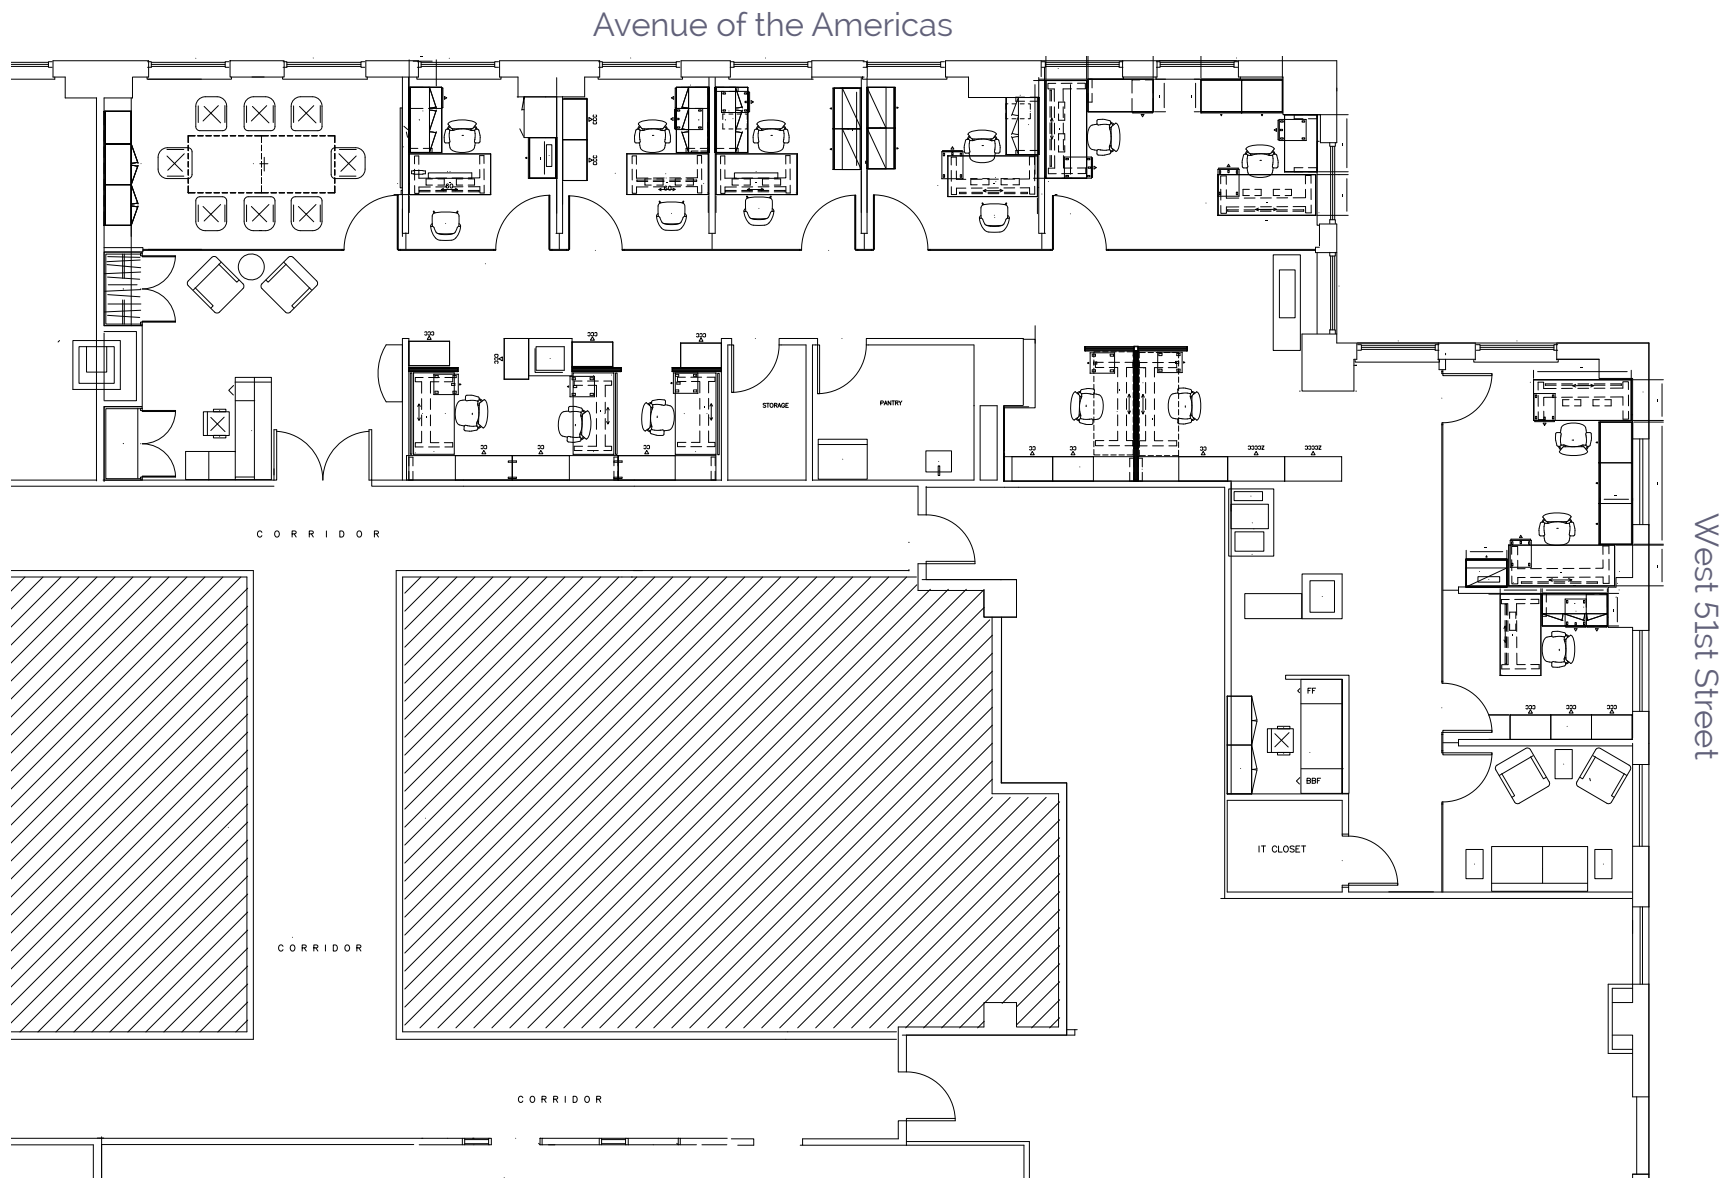 Avenue of the Americas
STORAGE
PANTRY
CORRIDOR
West 51st Street
FF
BBF
IT CLOSET
CORRIDOR
CORRIDOR